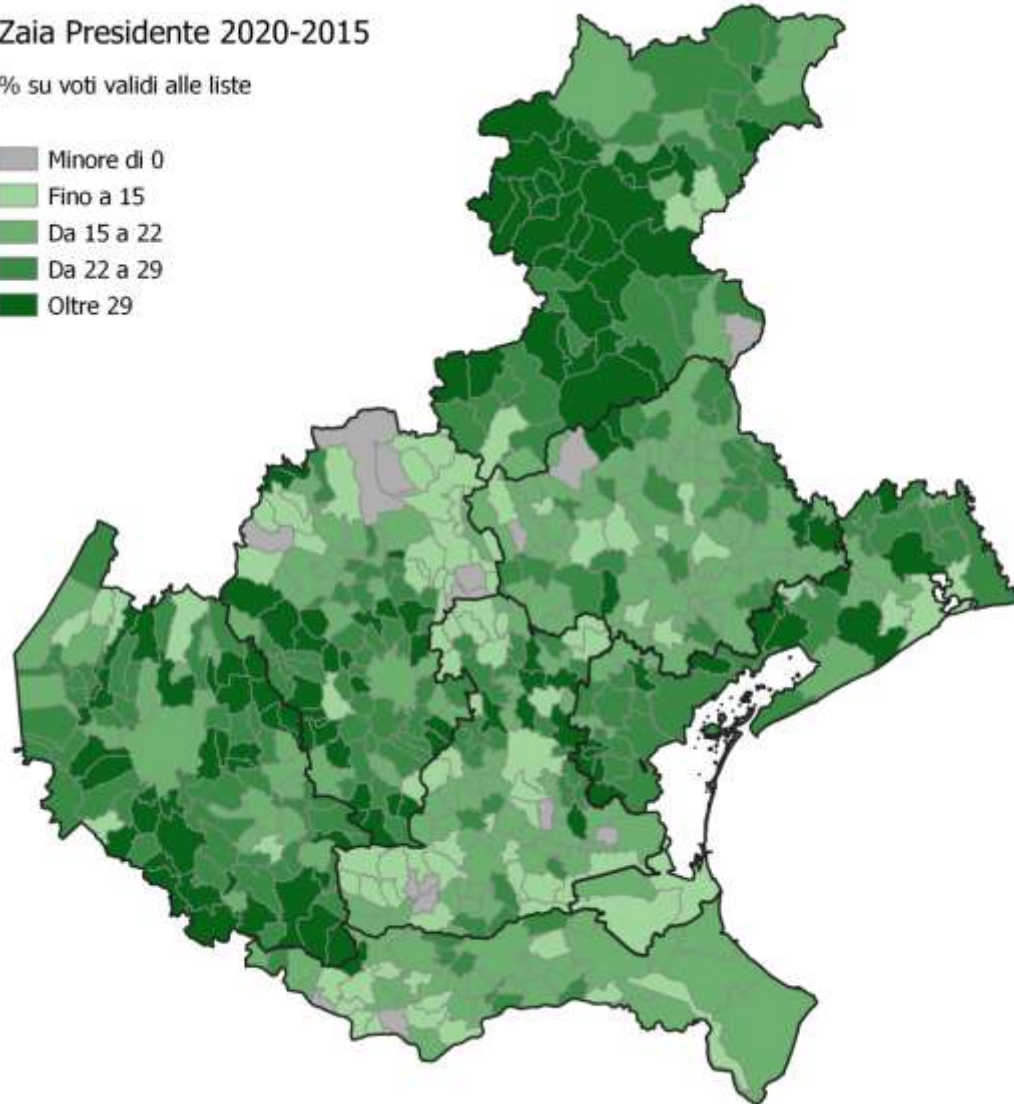 Zaia Presidente 2020-2015
% su voti validi alle liste
Minore di 0
Fino a 15
Da 15 a 22
Da 22 a 29
Oltre 29